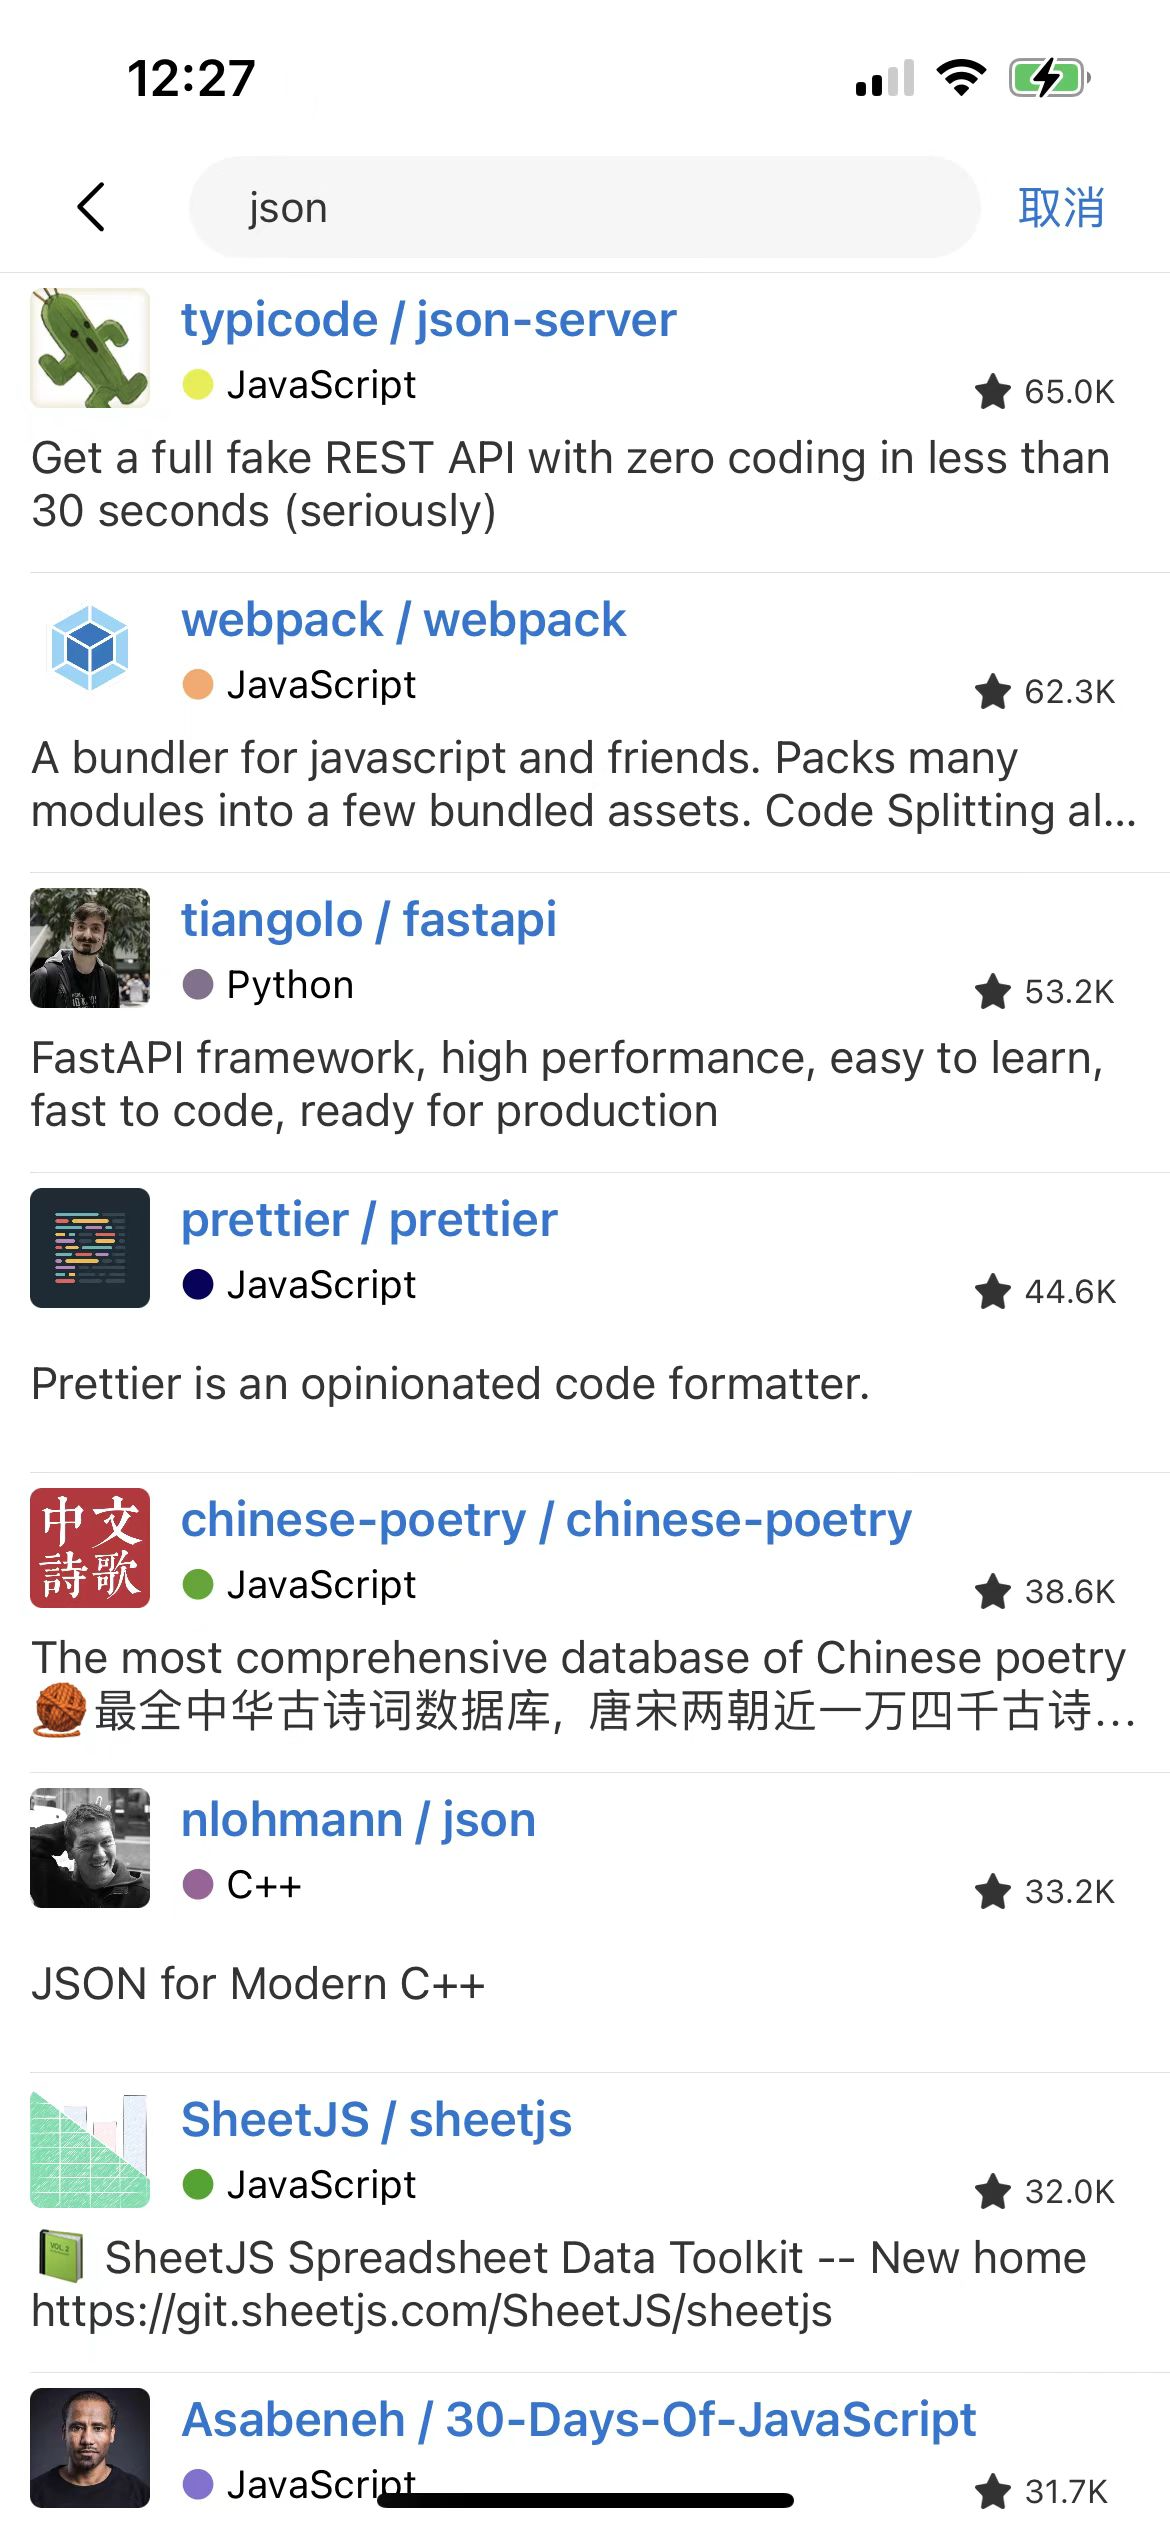 12:27
json
取消
typicode / json-server
JavaScript
65.0K
Get a full fake REST API with zero coding in less than
30 seconds (seriously)
webpack / webpack
JavaScript
62.3K
A bundler for javascript and friends. Packs many
modules into a few bundled assets. Code Splitting al...
tiangolo / fastapi
Python
53.2K
FastAPI framework, high performance, easy to learn,
fast to code, ready for production
prettier / prettier
JavaScript
44.6K
Prettier is an opinionated code formatter.
中文
詩歌
chinese-poetry / chinese-poetry
JavaScript
38.6K
The most comprehensive database of Chinese poetry
🧶最全中华古诗词数据库, 唐宋两朝近一万四千古诗...
nlohmann / json
C++
33.2K
JSON for Modern C++
SheetJS / sheetjs
JavaScript
32.0K
📗 SheetJS Spreadsheet Data Toolkit -- New home
https://git.sheetjs.com/SheetJS/sheetjs
Asabeneh / 30-Days-Of-JavaScript
JavaScript
31.7K